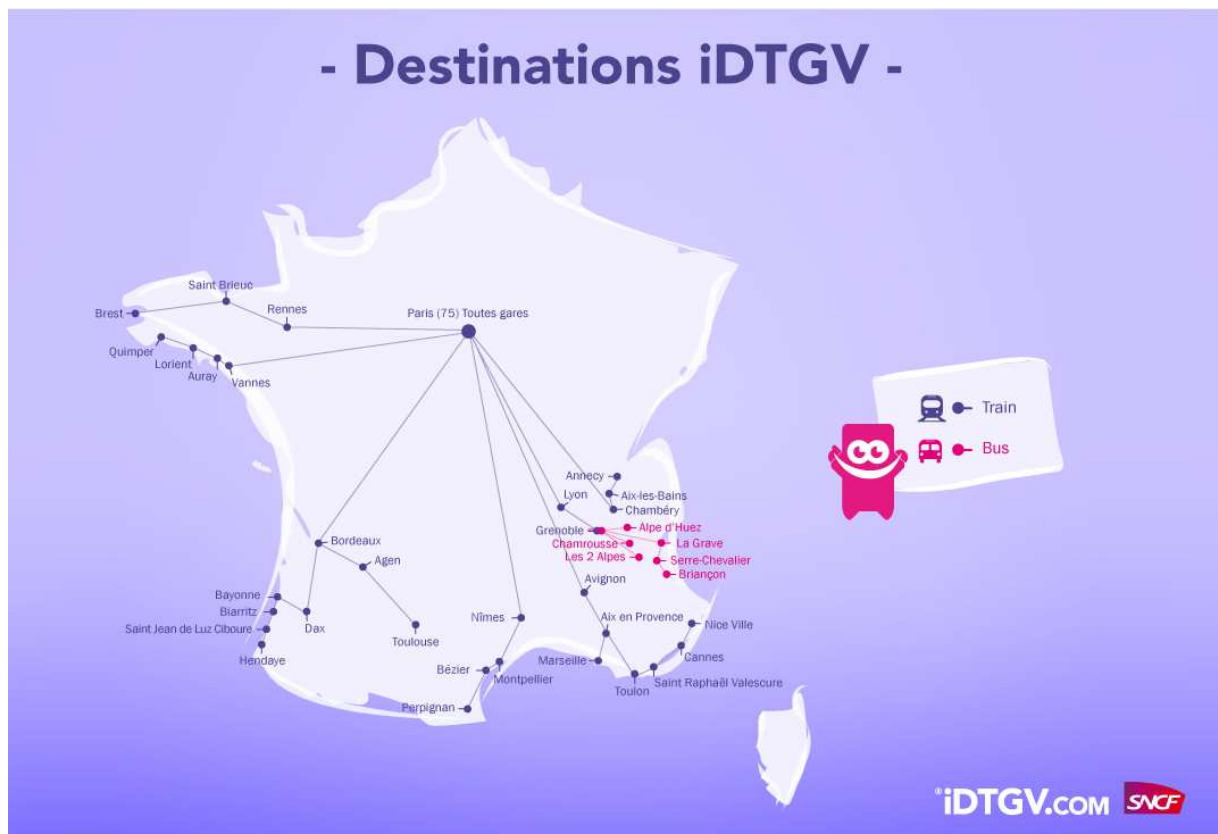 - Destinations iDTGV -
Saint Brieuc
Brest
Rennes
Paris (75) Toutes gares
Quimper
Lorient
Auray
Vannes
Train
Bus
Annecy
Lyon
Aix-les-Bains
Chambéry
Grenoble
Alpe d'Huez
Chamrousse
La Grave
Les 2 Alpes
Serre-Chevalier
Briançon
Bordeaux
Agen
Avignon
Bayonne
Biarritz
Saint Jean de Luz Ciboure
Dax
Hendaye
Toulouse
Nîmes
Aix en Provence
Nice Ville
Marseille
Cannes
Bézier
Montpellier
Toulon
Saint Raphaël Valescure
Perpignan
®iDTGV.COM
SNCF